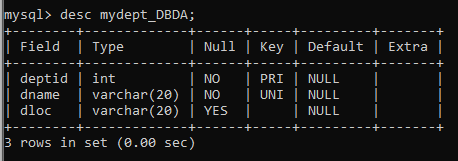 mysql> desc mydept_DBDA;
+--------+-------------+------+-----+---------+-------+
| Field  | Type        | Null | Key | Default | Extra |
+--------+-------------+------+-----+---------+-------+
| deptid | int         | NO   | PRI | NULL    |       |
| dname  | varchar(20) | NO   | UNI | NULL    |       |
| dloc   | varchar(20) | YES  |     | NULL    |       |
+--------+-------------+------+-----+---------+-------+
3 rows in set (0.00 sec)